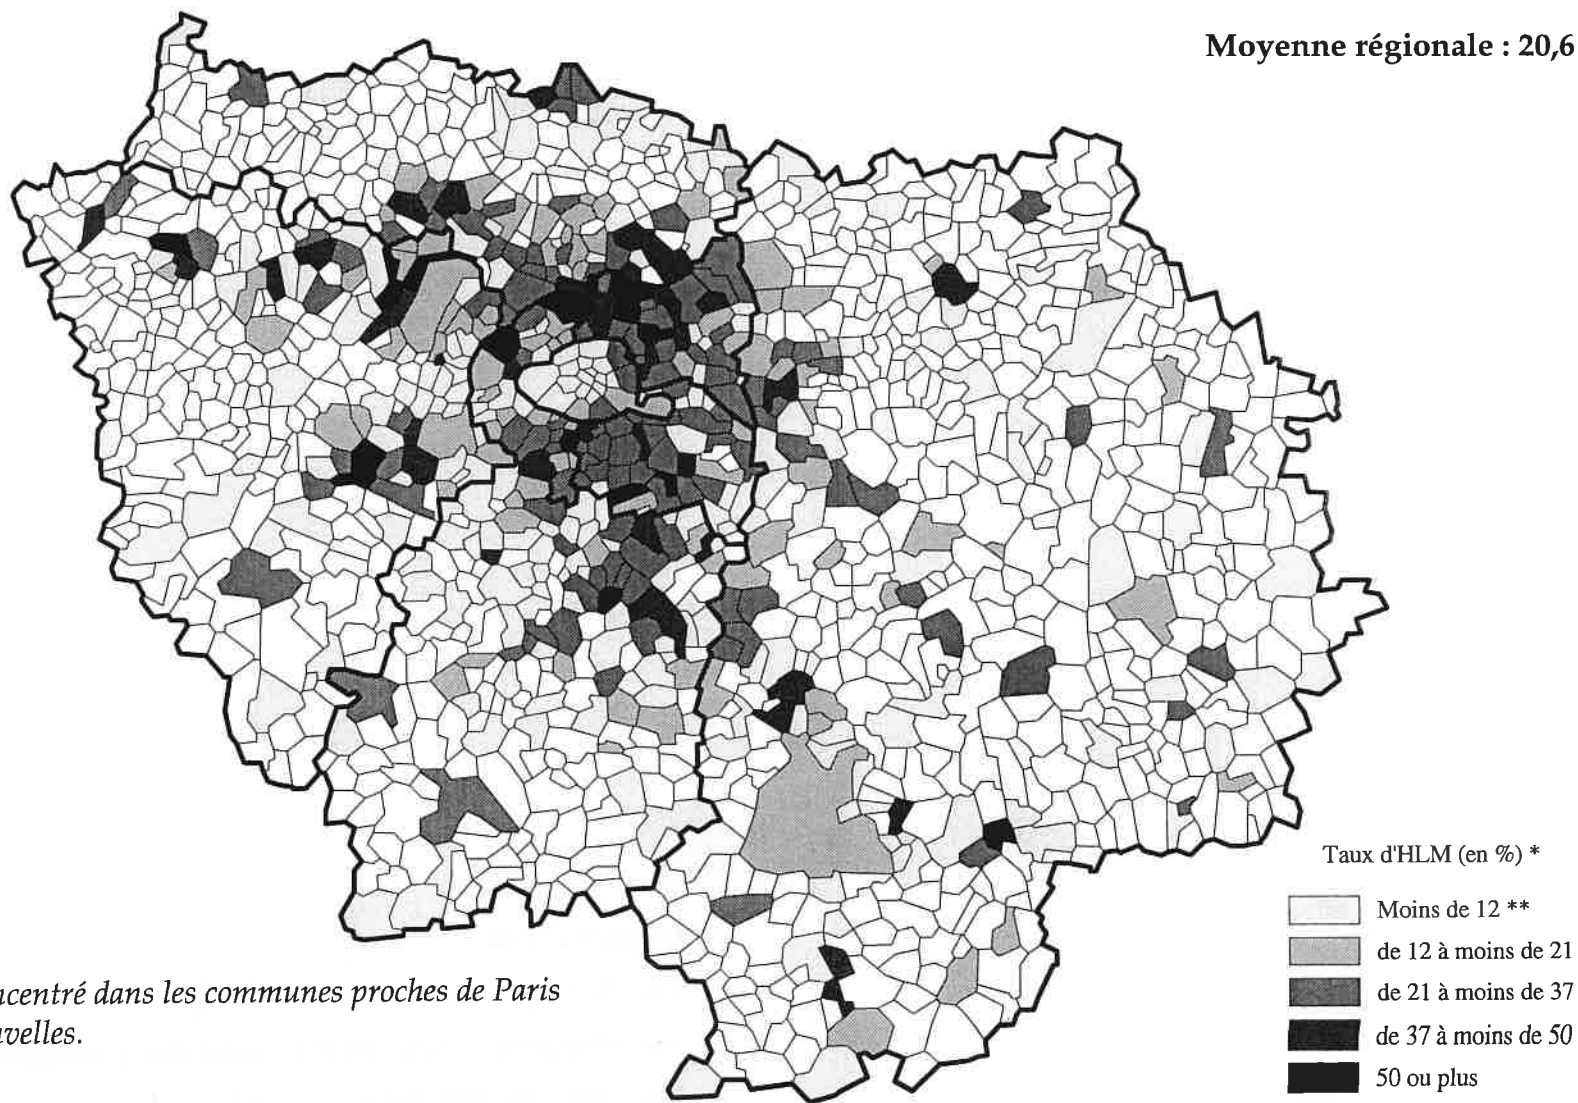 Moyenne régionale : 20,6
Taux d'HLM (en %) *
Moins de 12 **
de 12 à moins de 21
de 21 à moins de 37
de 37 à moins de 50
50 ou plus
ncentré dans les communes proches de Paris
uvelles.